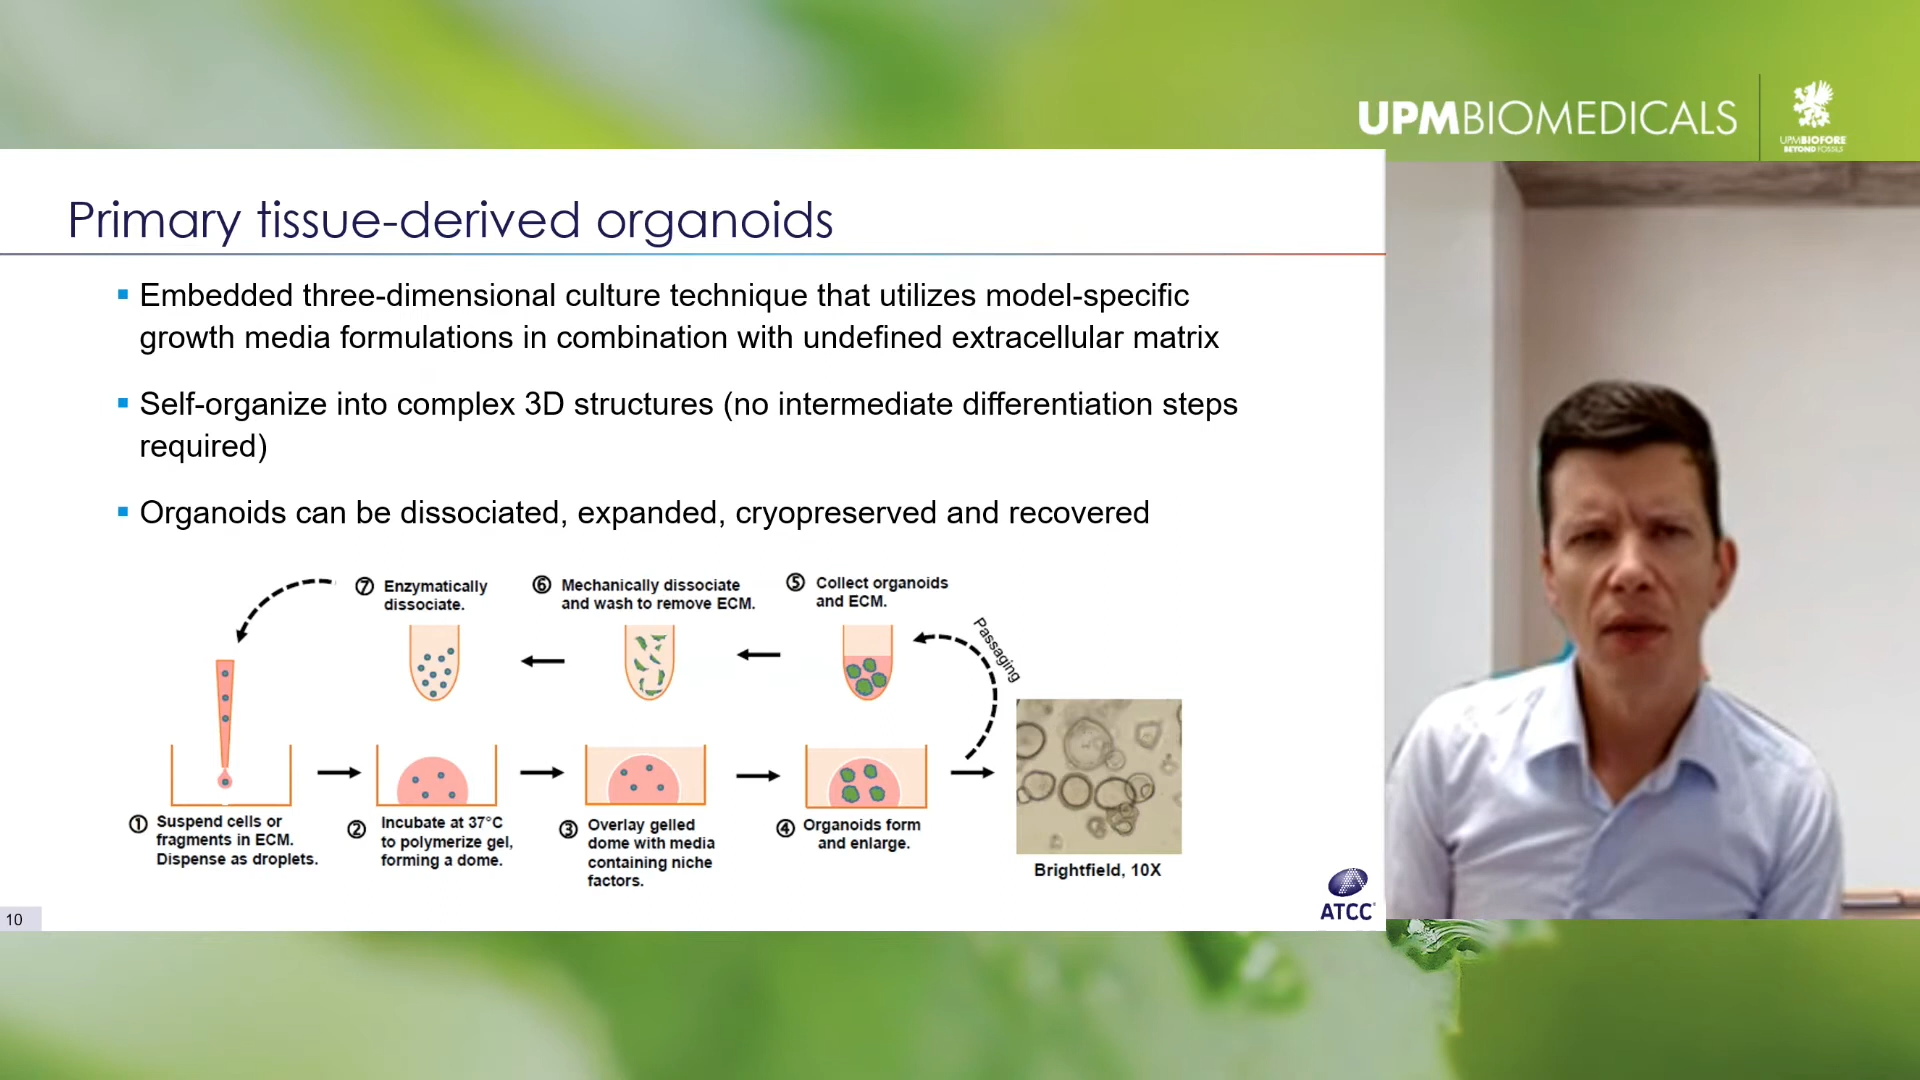 UPMBIOMEDICALS
UPMBIOFORE
BEYOND FOSSILS
Primary tissue-derived organoids
Embedded three-dimensional culture technique that utilizes model-specific
growth media formulations in combination with undefined extracellular matrix
Self-organize into complex 3D structures (no intermediate differentiation steps
required)
Organoids can be dissociated, expanded, cryopreserved and recovered
⑦ Enzymatically
dissociate.
⑥ Mechanically dissociate
and wash to remove ECM.
⑤ Collect organoids
and ECM.
Passaging
① Suspend cells or
fragments in ECM.
Dispense as droplets.
② Incubate at 37°C
to polymerize gel,
forming a dome.
③ Overlay gelled
dome with media
containing niche
factors.
④ Organoids form
and enlarge.
Brightfield, 10X
ATCC®
10